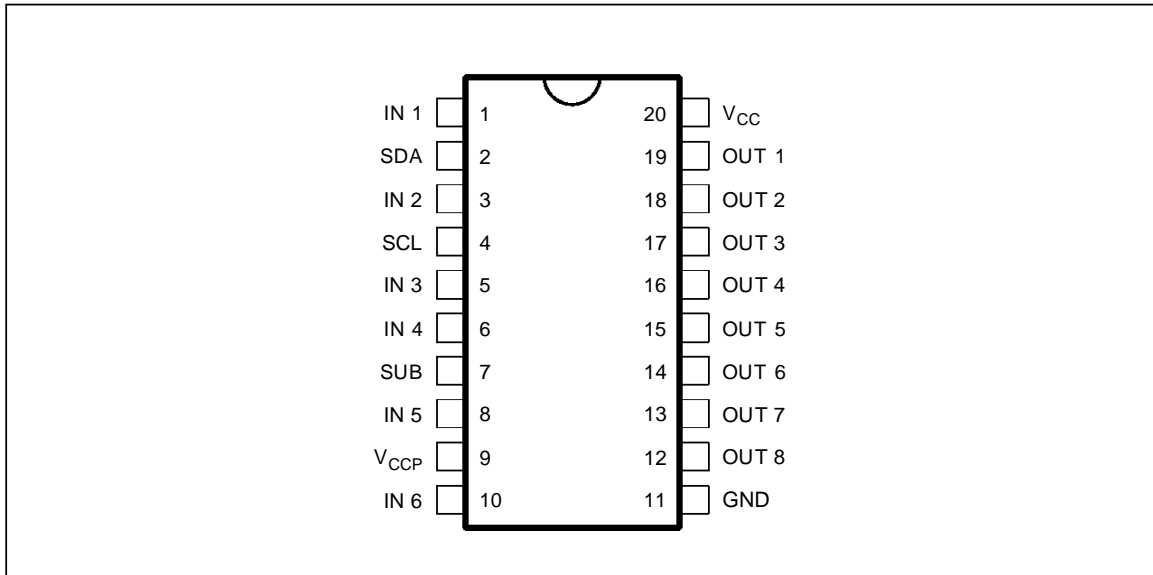 IN 1 1 20 VCC
SDA 2 19 OUT 1
IN 2 3 18 OUT 2
SCL 4 17 OUT 3
IN 3 5 16 OUT 4
IN 4 6 15 OUT 5
SUB 7 14 OUT 6
IN 5 8 13 OUT 7
VCCP 9 12 OUT 8
IN 6 10 11 GND